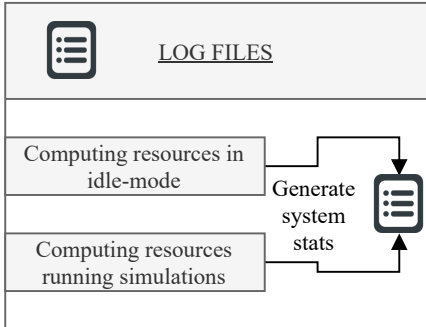 LOG FILES
Computing resources in
idle-mode
Generate
system
stats
Computing resources
running simulations